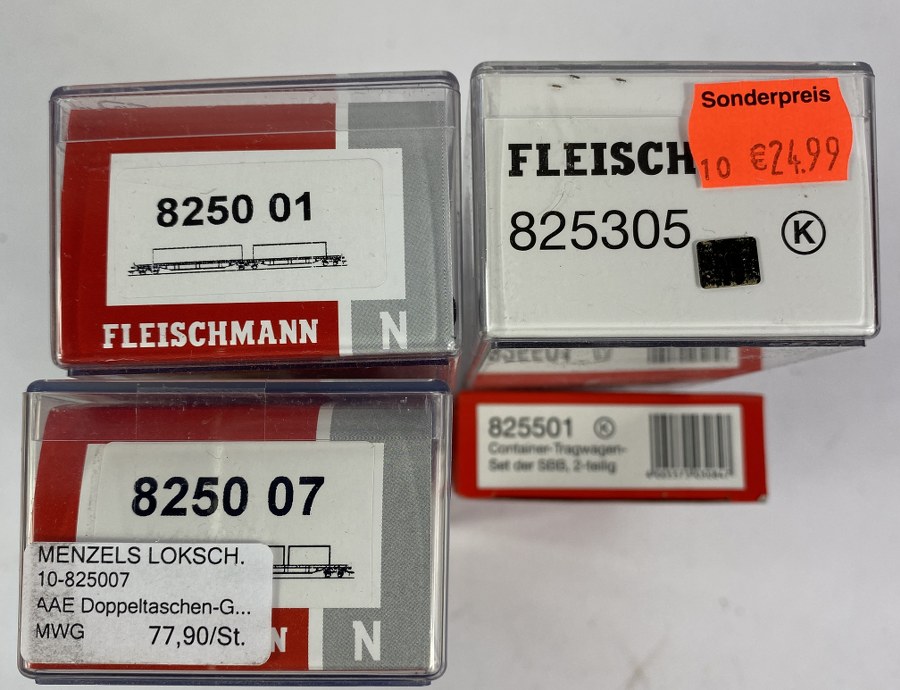 8250 01
FLEISCHMANN N
Sonderpreis
10 €24.99
FLEISCH
825305 K
8250 07
MENZELS LOKSCH.
10-825007
AAE Doppeltaschen-G...
MWG 77,90/St.
N N
825501 K
Container-Tragwagen-
Set der SBB, 2-teilig